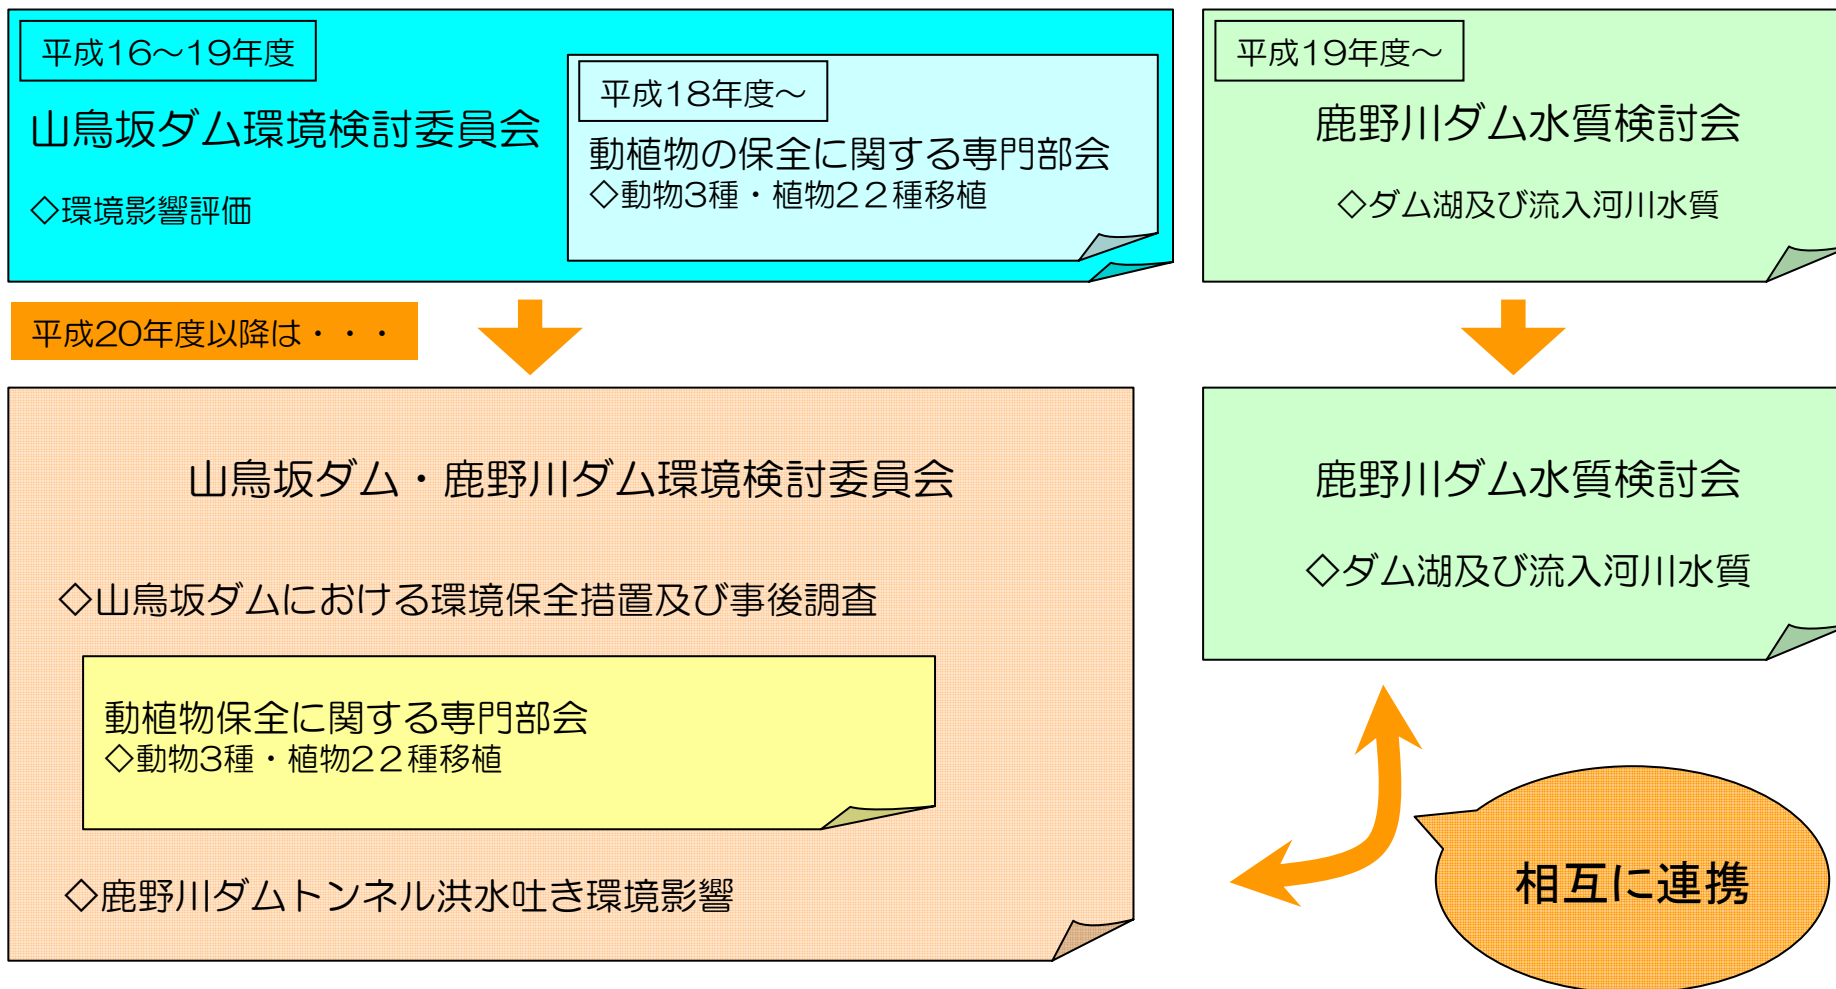 平成16～19年度
山鳥坂ダム環境検討委員会
◇環境影響評価
平成18年度～
動植物の保全に関する専門部会
◇動物3種・植物２２種移植
平成19年度～
鹿野川ダム水質検討会
◇ダム湖及び流入河川水質
平成20年度以降は・・・
山鳥坂ダム・鹿野川ダム環境検討委員会
◇山鳥坂ダムにおける環境保全措置及び事後調査
動植物保全に関する専門部会
◇動物3種・植物２２種移植
◇鹿野川ダムトンネル洪水吐き環境影響
鹿野川ダム水質検討会
◇ダム湖及び流入河川水質
相互に連携